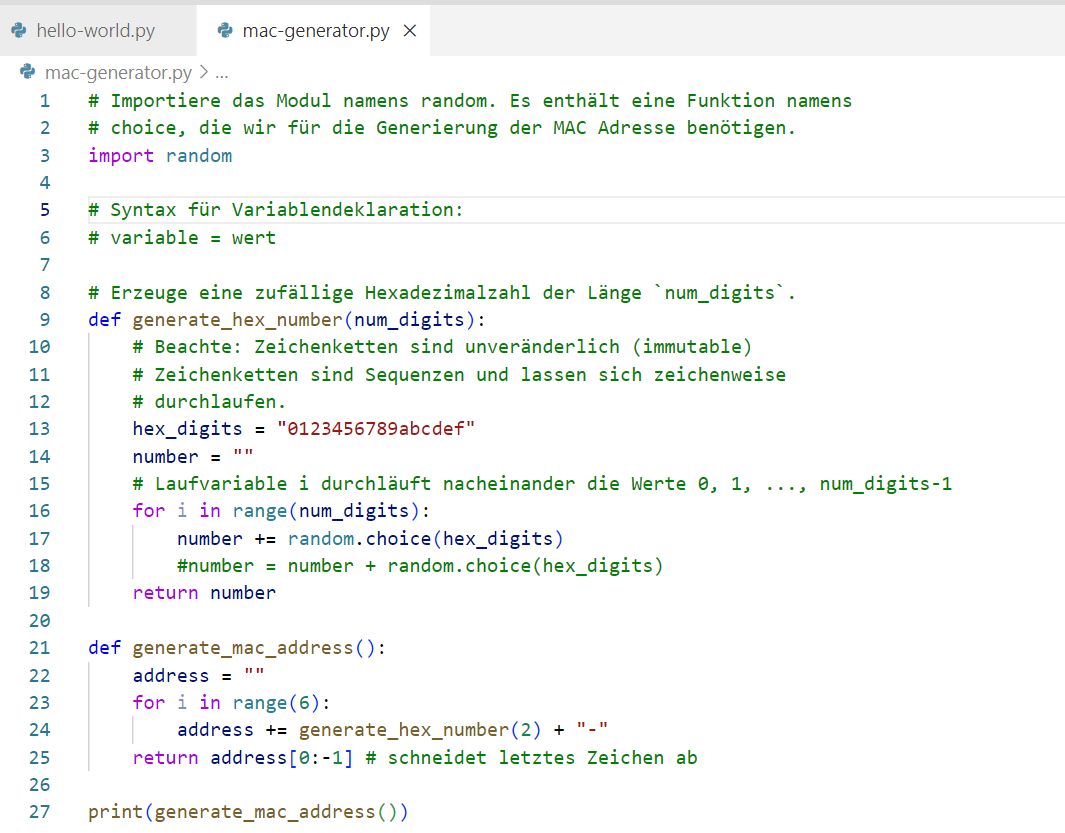 hello-world.py mac-generator.py
mac-generator.py > ...
1 # Importiere das Modul namens random. Es enthält eine Funktion namens
2 # choice, die wir für die Generierung der MAC Adresse benötigen.
3 import random
4
5 # Syntax für Variablendeklaration:
6 # variable = wert
7
8 # Erzeuge eine zufällige Hexadezimalzahl der Länge `num_digits`.
9 def generate_hex_number(num_digits):
10     # Beachte: Zeichenketten sind unveränderlich (immutable)
11     # Zeichenketten sind Sequenzen und lassen sich zeichenweise
12     # durchlaufen.
13     hex_digits = "0123456789abcdef"
14     number = ""
15     # Laufvariable i durchläuft nacheinander die Werte 0, 1, ..., num_digits-1
16     for i in range(num_digits):
17         number += random.choice(hex_digits)
18         #number = number + random.choice(hex_digits)
19     return number
20
21 def generate_mac_address():
22     address = ""
23     for i in range(6):
24         address += generate_hex_number(2) + "-"
25     return address[0:-1] # schneidet letztes Zeichen ab
26
27 print(generate_mac_address())